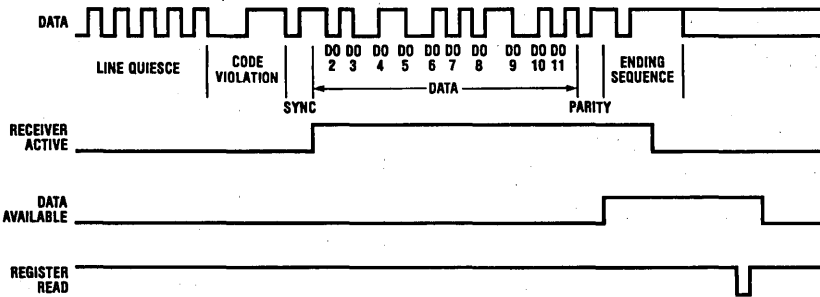 DATA
LINE QUIESCE
CODE
VIOLATION
SYNC
DO DO DO DO DO DO DO DO DO DO
2 3 4 5 6 7 8 9 10 11
DATA
PARITY
ENDING
SEQUENCE
RECEIVER
ACTIVE
DATA
AVAILABLE
REGISTER
READ